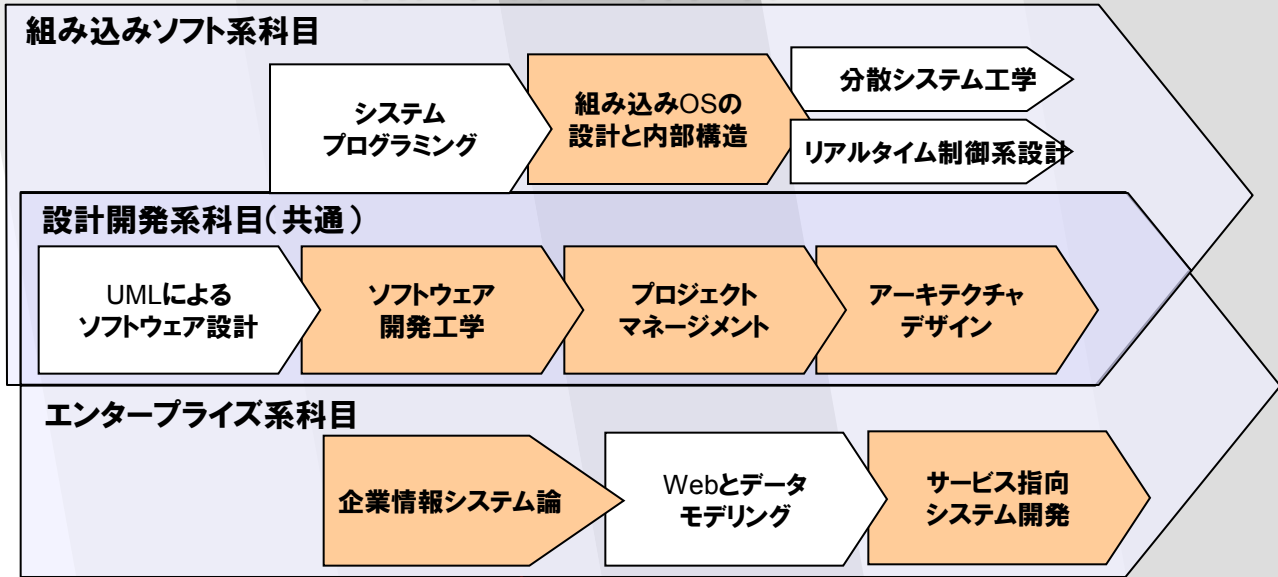 組み込みソフト系科目
システム
プログラミング
組み込みOSの
設計と内部構造
分散システム工学
リアルタイム制御系設計
設計開発系科目(共通)
UMLによる
ソフトウェア設計
ソフトウェア
開発工学
プロジェクト
マネージメント
アーキテクチャ
デザイン
エンタープライズ系科目
企業情報システム論
Webとデータ
モデリング
サービス指向
システム開発